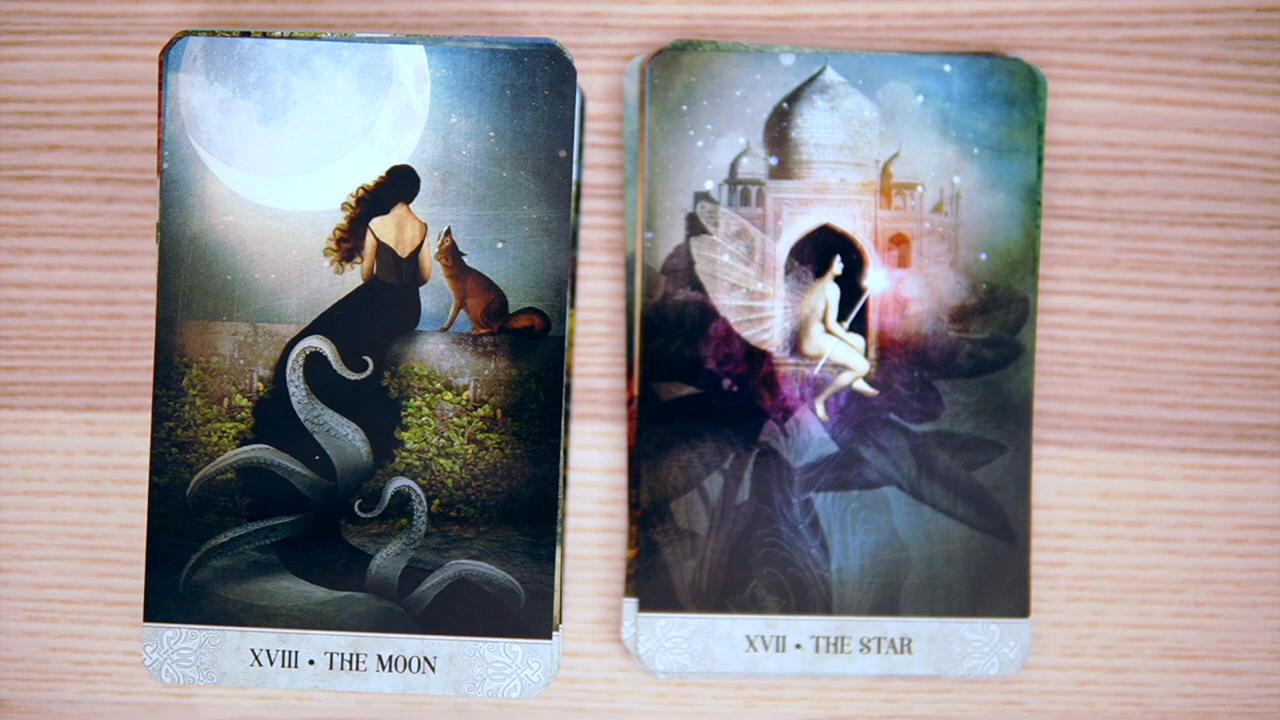 XVIII • THE MOON
XVII • THE STAR